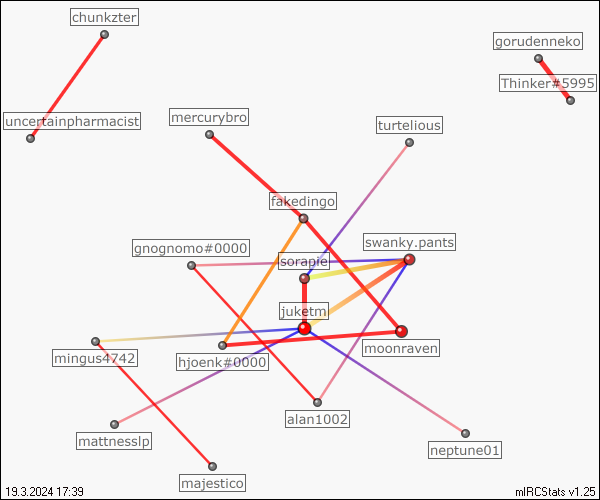 chunkzter
gorudenneko
Thinker#5995
uncertainpharmacist
mercurybro
turtelious
fakedingo
swanky.pants
gnognomo#0000
sorapie
juketm
moonraven
mingus4742
hjoenk#0000
alan1002
mattnesslp
neptune01
majestico
19.3.2024 17:39
mIRCStats v1.25